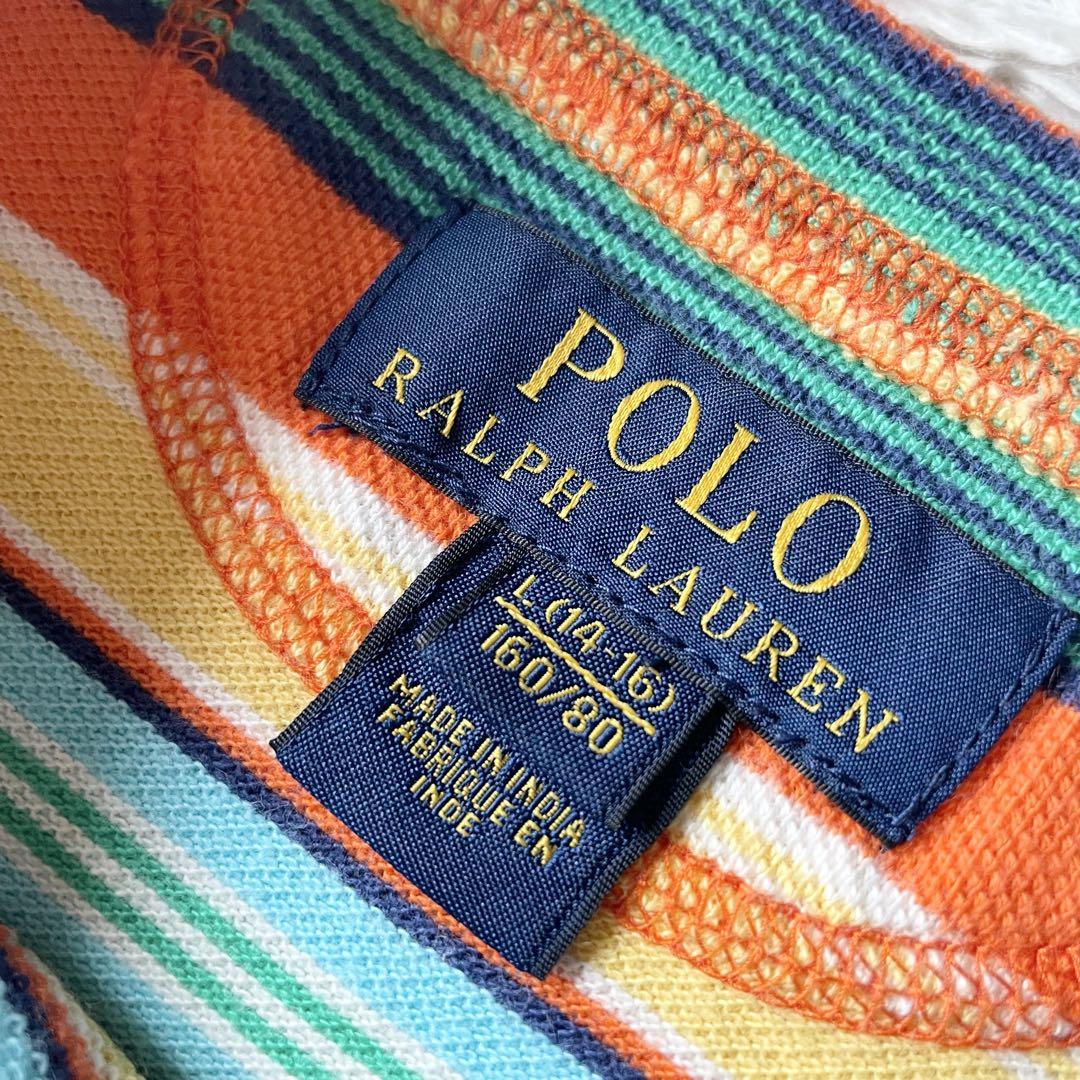 POLO
RALPH LAUREN
L (14-16)
160/80
MADE IN INDIA
FABRIQUE EN
INDE